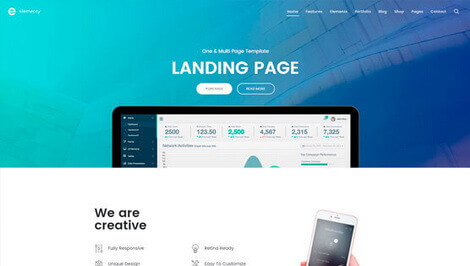 elementy
Home Features Elements Portfolio Blog Shop Pages Contact
One & Multi Page Template
LANDING PAGE
PURCHASE
READ MORE
2500 123.50 2,500 4,567 2,315 7,325
Network Activities
We are
creative
Fully Responsive
Retina Ready
Unique Design
Easy To Customize